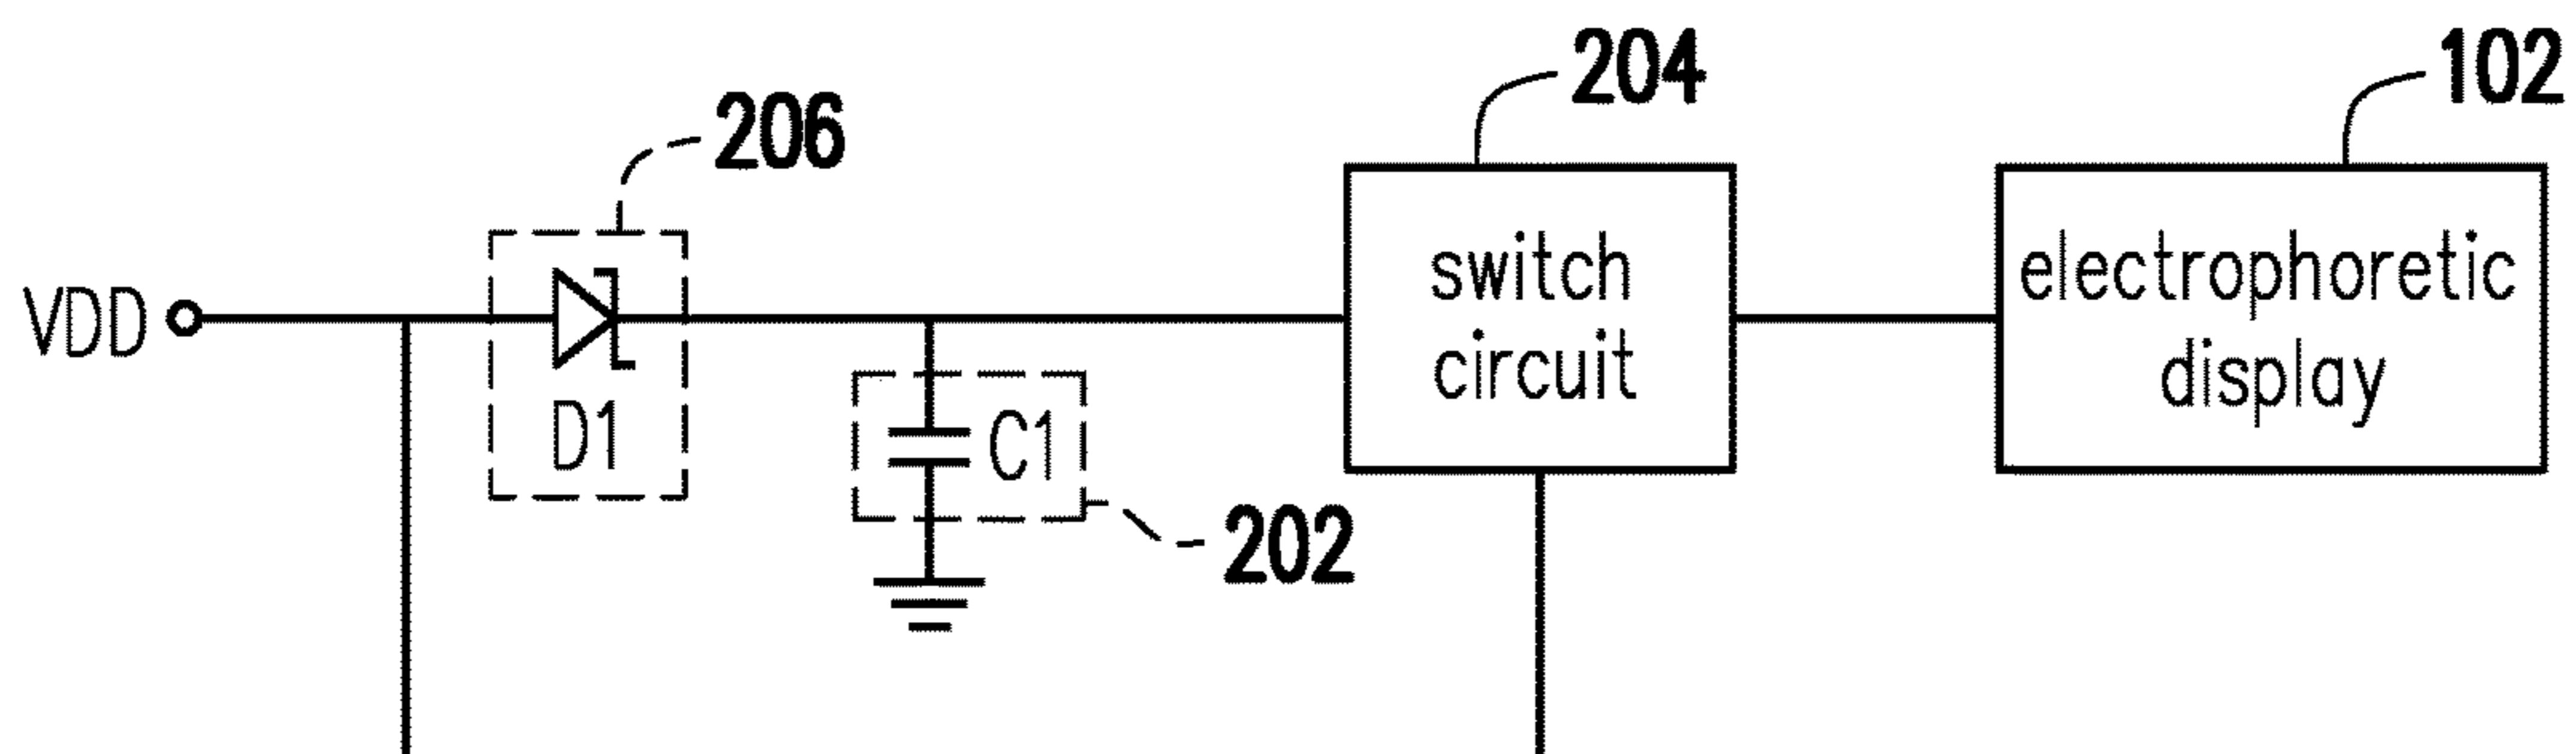 204
102
206
switch
circuit
electrophoretic
display
VDD
D1
C1
202